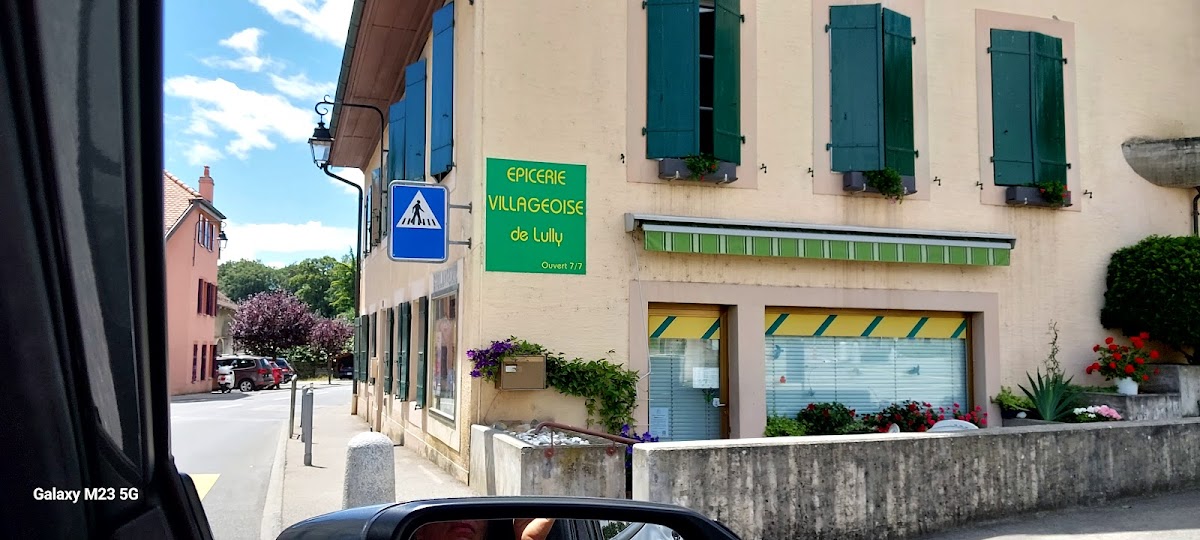 EPICERIE
VILLAGEOISE
de Lully
Ouvert 7/7
Galaxy M23 5G